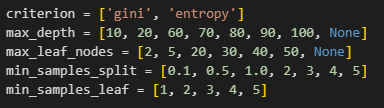 criterion = ['gini', 'entropy']
max_depth = [10, 20, 60, 70, 80, 90, 100, None]
max_leaf_nodes = [2, 5, 20, 30, 40, 50, None]
min_samples_split = [0.1, 0.5, 1.0, 2, 3, 4, 5]
min_samples_leaf = [1, 2, 3, 4, 5]